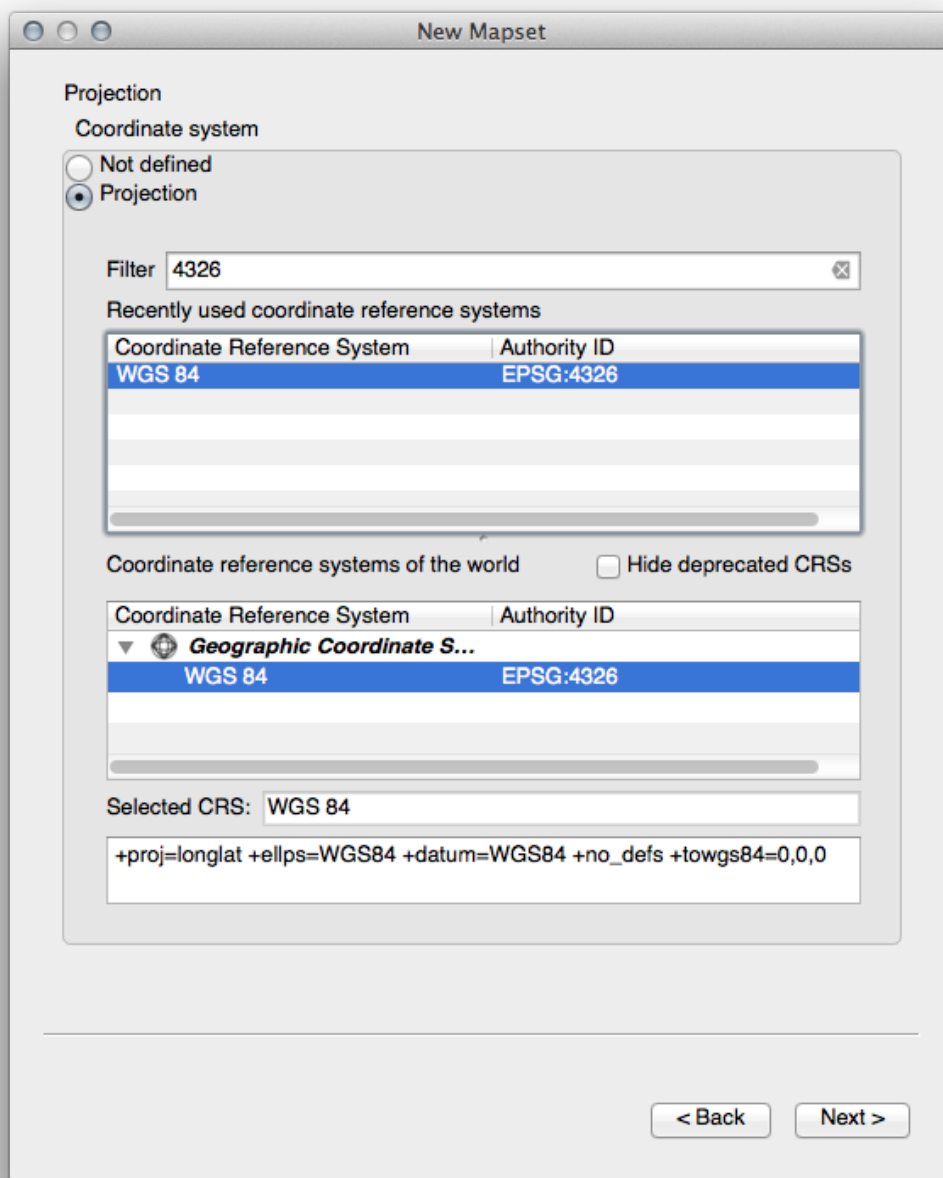 New Mapset
Projection
Coordinate system
Not defined
Projection
Filter 4326
Recently used coordinate reference systems
Coordinate Reference System Authority ID
WGS 84 EPSG:4326
Coordinate reference systems of the world Hide deprecated CRSs
Coordinate Reference System Authority ID
Geographic Coordinate S...
WGS 84 EPSG:4326
Selected CRS: WGS 84
+proj=longlat +ellps=WGS84 +datum=WGS84 +no_defs +towgs84=0,0,0
< Back Next >